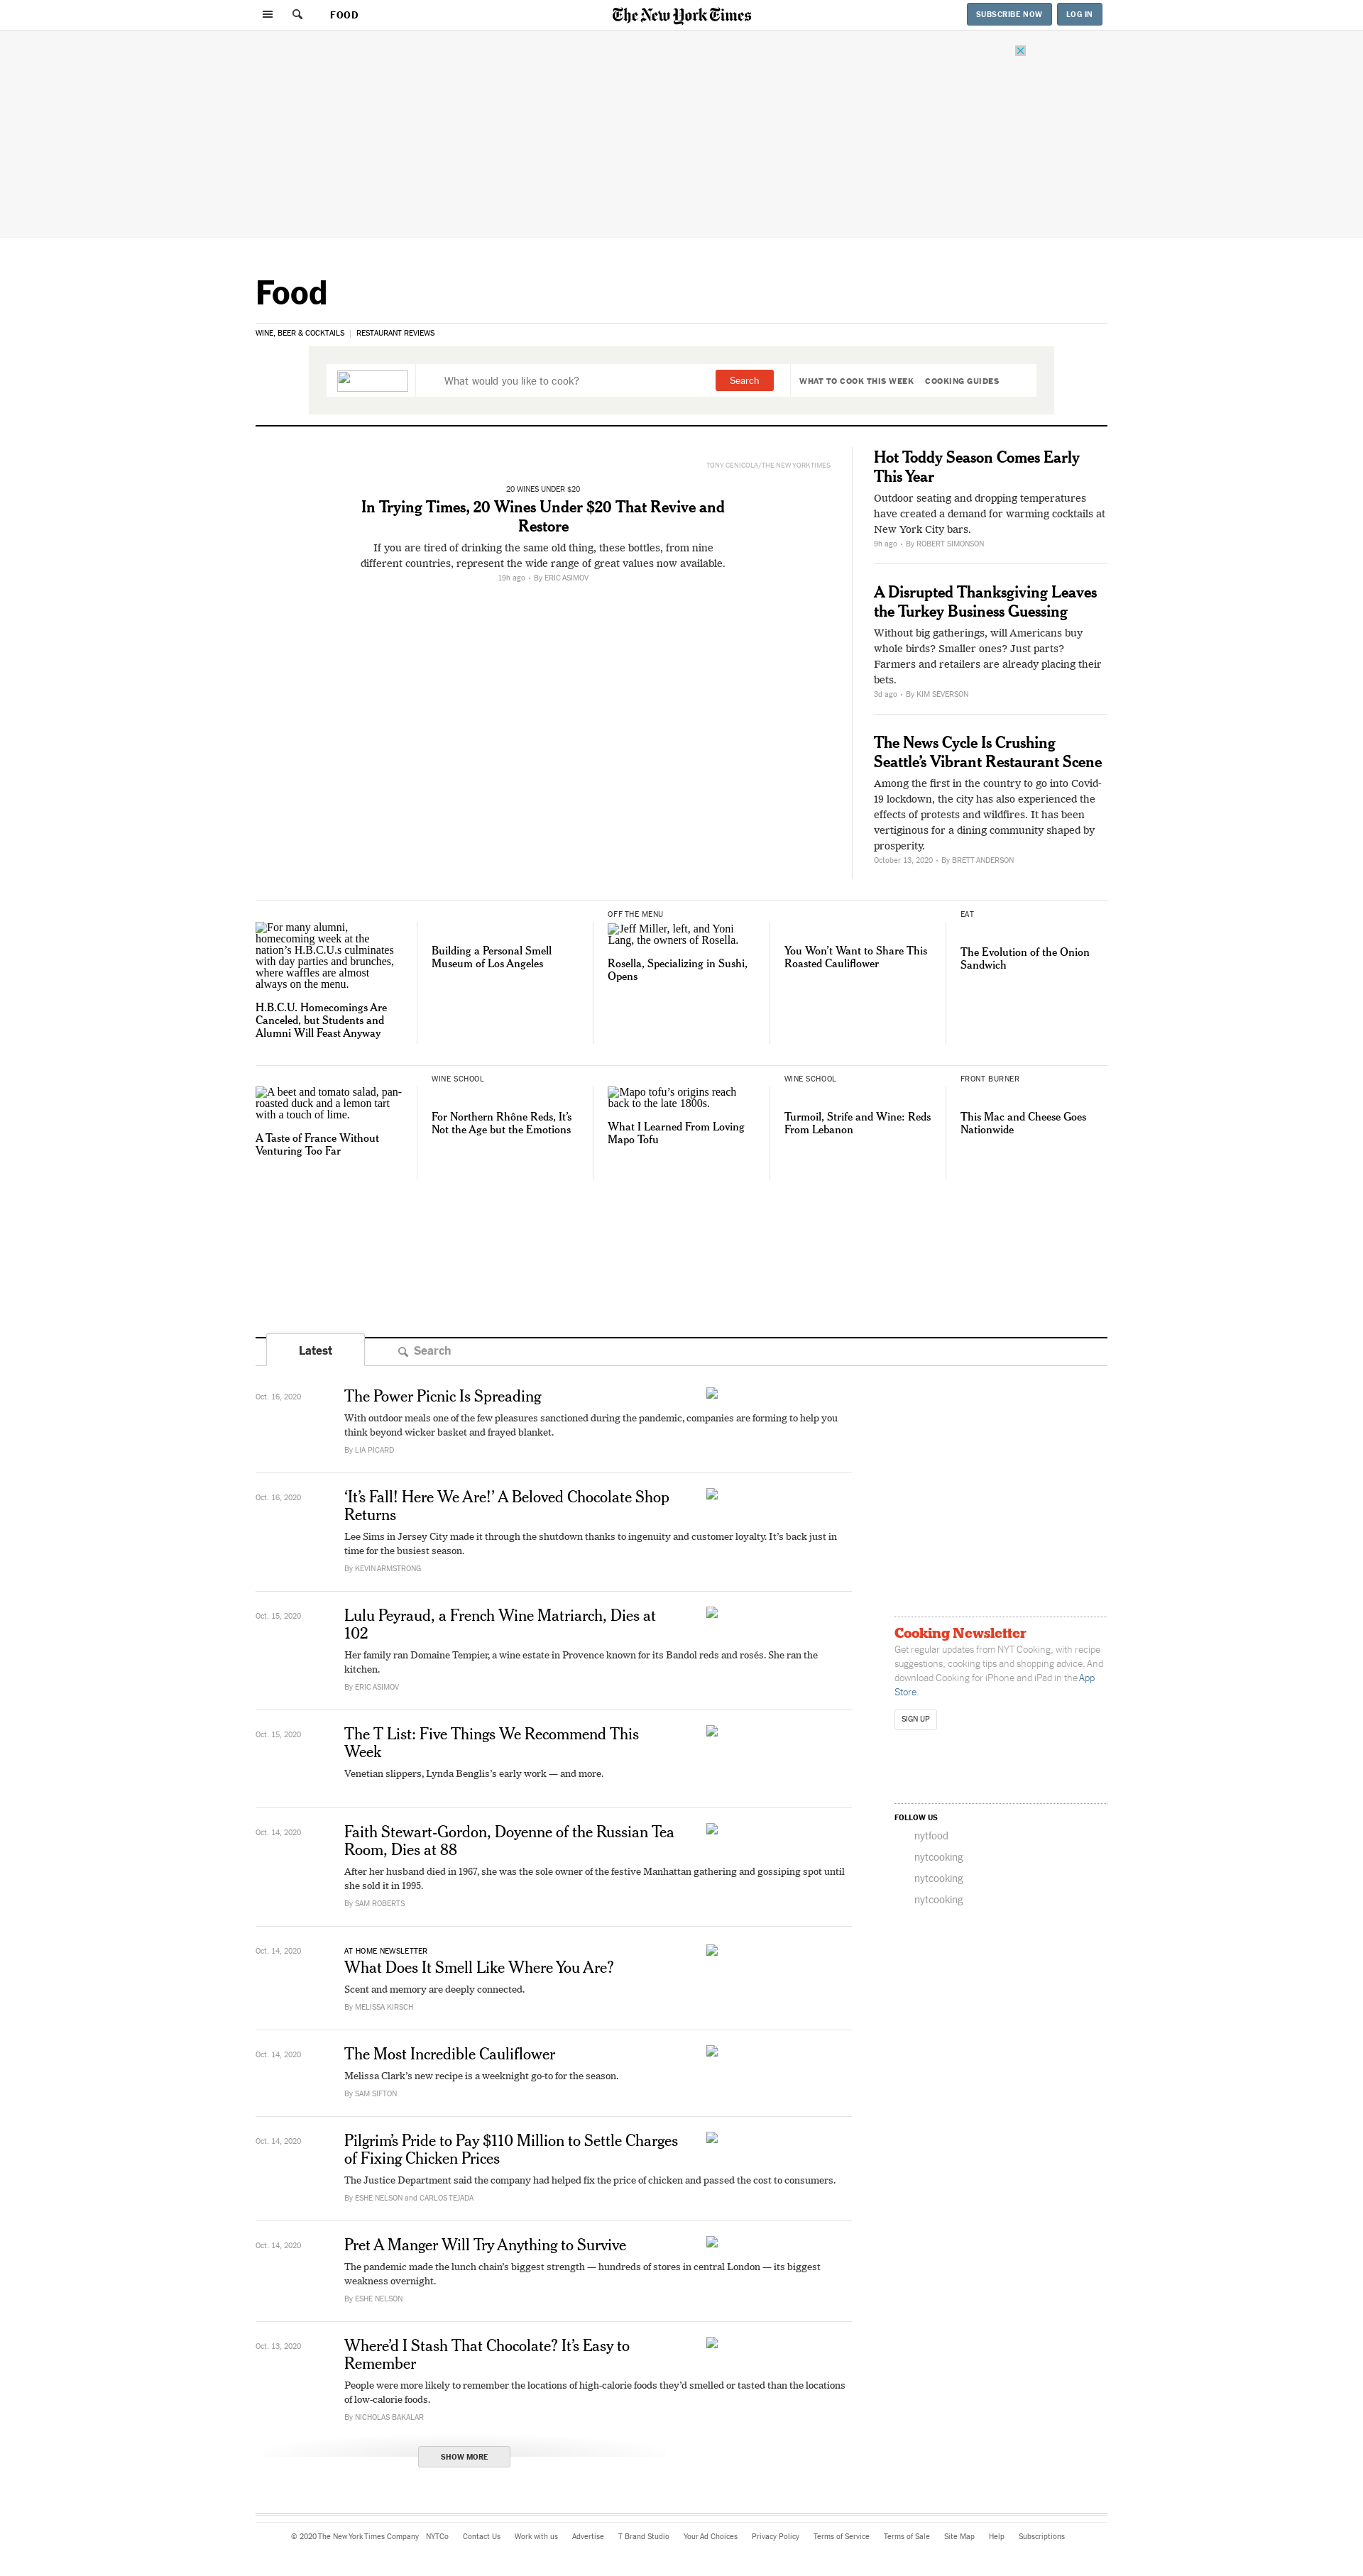 FOOD
The New York Times
SUBSCRIBE NOW
LOG IN
Food
WINE, BEER & COCKTAILS | RESTAURANT REVIEWS
What would you like to cook?
Search
WHAT TO COOK THIS WEEK
COOKING GUIDES
TONY CENICOLA/THE NEW YORK TIMES
20 WINES UNDER $20
In Trying Times, 20 Wines Under $20 That Revive and
Restore
If you are tired of drinking the same old thing, these bottles, from nine
different countries, represent the wide range of great values now available.
19h ago • By ERIC ASIMOV
Hot Toddy Season Comes Early
This Year
Outdoor seating and dropping temperatures
have created a demand for warming cocktails at
New York City bars.
9h ago • By ROBERT SIMONSON
A Disrupted Thanksgiving Leaves
the Turkey Business Guessing
Without big gatherings, will Americans buy
whole birds? Smaller ones? Just parts?
Farmers and retailers are already placing their
bets.
3d ago • By KIM SEVERSON
The News Cycle Is Crushing
Seattle’s Vibrant Restaurant Scene
Among the first in the country to go into Covid-
19 lockdown, the city has also experienced the
effects of protests and wildfires. It has been
vertiginous for a dining community shaped by
prosperity.
October 13, 2020 • By BRETT ANDERSON
For many alumni,
homecoming week at the
nation’s H.B.C.U.s culminates
with day parties and brunches,
where waffles are almost
always on the menu.
H.B.C.U. Homecomings Are
Canceled, but Students and
Alumni Will Feast Anyway
Building a Personal Smell
Museum of Los Angeles
OFF THE MENU
Jeff Miller, left, and Yoni
Lang, the owners of Rosella.
Rosella, Specializing in Sushi,
Opens
You Won’t Want to Share This
Roasted Cauliflower
EAT
The Evolution of the Onion
Sandwich
A beet and tomato salad, pan-
roasted duck and a lemon tart
with a touch of lime.
A Taste of France Without
Venturing Too Far
WINE SCHOOL
For Northern Rhône Reds, It’s
Not the Age but the Emotions
Mapo tofu’s origins reach
back to the late 1800s.
What I Learned From Loving
Mapo Tofu
WINE SCHOOL
Turmoil, Strife and Wine: Reds
From Lebanon
FRONT BURNER
This Mac and Cheese Goes
Nationwide
Latest
Search
Oct. 16, 2020
The Power Picnic Is Spreading
With outdoor meals one of the few pleasures sanctioned during the pandemic, companies are forming to help you
think beyond wicker basket and frayed blanket.
By LIA PICARD
Oct. 16, 2020
‘It’s Fall! Here We Are!’ A Beloved Chocolate Shop
Returns
Lee Sims in Jersey City made it through the shutdown thanks to ingenuity and customer loyalty. It’s back just in
time for the busiest season.
By KEVIN ARMSTRONG
Oct. 15, 2020
Lulu Peyraud, a French Wine Matriarch, Dies at
102
Her family ran Domaine Tempier, a wine estate in Provence known for its Bandol reds and rosés. She ran the
kitchen.
By ERIC ASIMOV
Oct. 15, 2020
The T List: Five Things We Recommend This
Week
Venetian slippers, Lynda Benglis’s early work — and more.
Oct. 14, 2020
Faith Stewart-Gordon, Doyenne of the Russian Tea
Room, Dies at 88
After her husband died in 1967, she was the sole owner of the festive Manhattan gathering and gossiping spot until
she sold it in 1995.
By SAM ROBERTS
Oct. 14, 2020
AT HOME NEWSLETTER
What Does It Smell Like Where You Are?
Scent and memory are deeply connected.
By MELISSA KIRSCH
Oct. 14, 2020
The Most Incredible Cauliflower
Melissa Clark’s new recipe is a weeknight go-to for the season.
By SAM SIFTON
Oct. 14, 2020
Pilgrim’s Pride to Pay $110 Million to Settle Charges
of Fixing Chicken Prices
The Justice Department said the company had helped fix the price of chicken and passed the cost to consumers.
By ESHE NELSON and CARLOS TEJADA
Oct. 14, 2020
Pret A Manger Will Try Anything to Survive
The pandemic made the lunch chain’s biggest strength — hundreds of stores in central London — its biggest
weakness overnight.
By ESHE NELSON
Oct. 13, 2020
Where’d I Stash That Chocolate? It’s Easy to
Remember
People were more likely to remember the locations of high-calorie foods they’d smelled or tasted than the locations
of low-calorie foods.
By NICHOLAS BAKALAR
SHOW MORE
Cooking Newsletter
Get regular updates from NYT Cooking, with recipe
suggestions, cooking tips and shopping advice. And
download Cooking for iPhone and iPad in the App
Store.
SIGN UP
FOLLOW US
nytfood
nytcooking
nytcooking
nytcooking
© 2020 The New York Times Company NYTCo Contact Us Work with us Advertise T Brand Studio Your Ad Choices Privacy Policy Terms of Service Terms of Sale Site Map Help Subscriptions